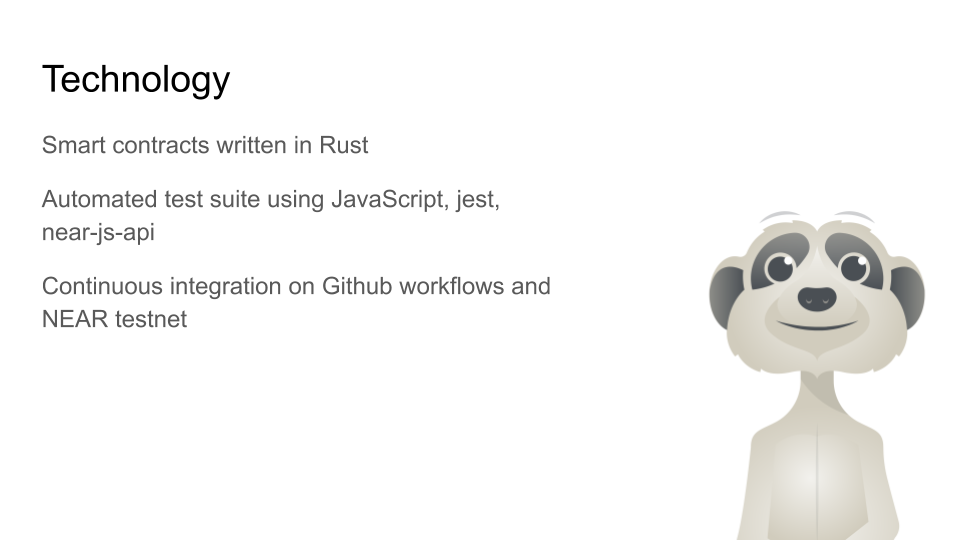 Technology
Smart contracts written in Rust
Automated test suite using JavaScript, jest,
near-js-api
Continuous integration on Github workflows and
NEAR testnet